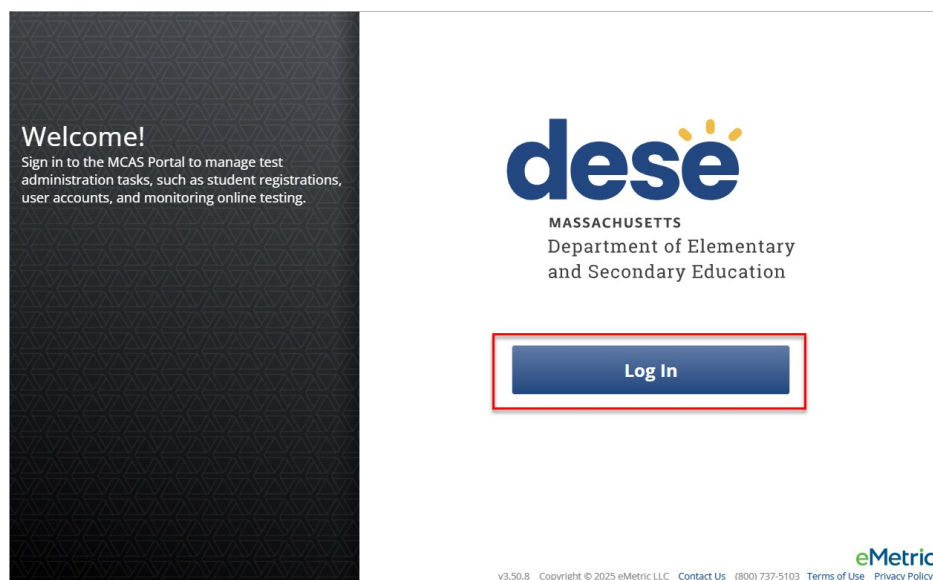 Welcome!
Sign in to the MCAS Portal to manage test
administration tasks, such as student registrations,
user accounts, and monitoring online testing.
dese
MASSACHUSETTS
Department of Elementary
and Secondary Education
Log In
eMetric
v3.50.8 Copyright © 2025 eMetric LLC Contact Us (800) 737-5103 Terms of Use Privacy Policy